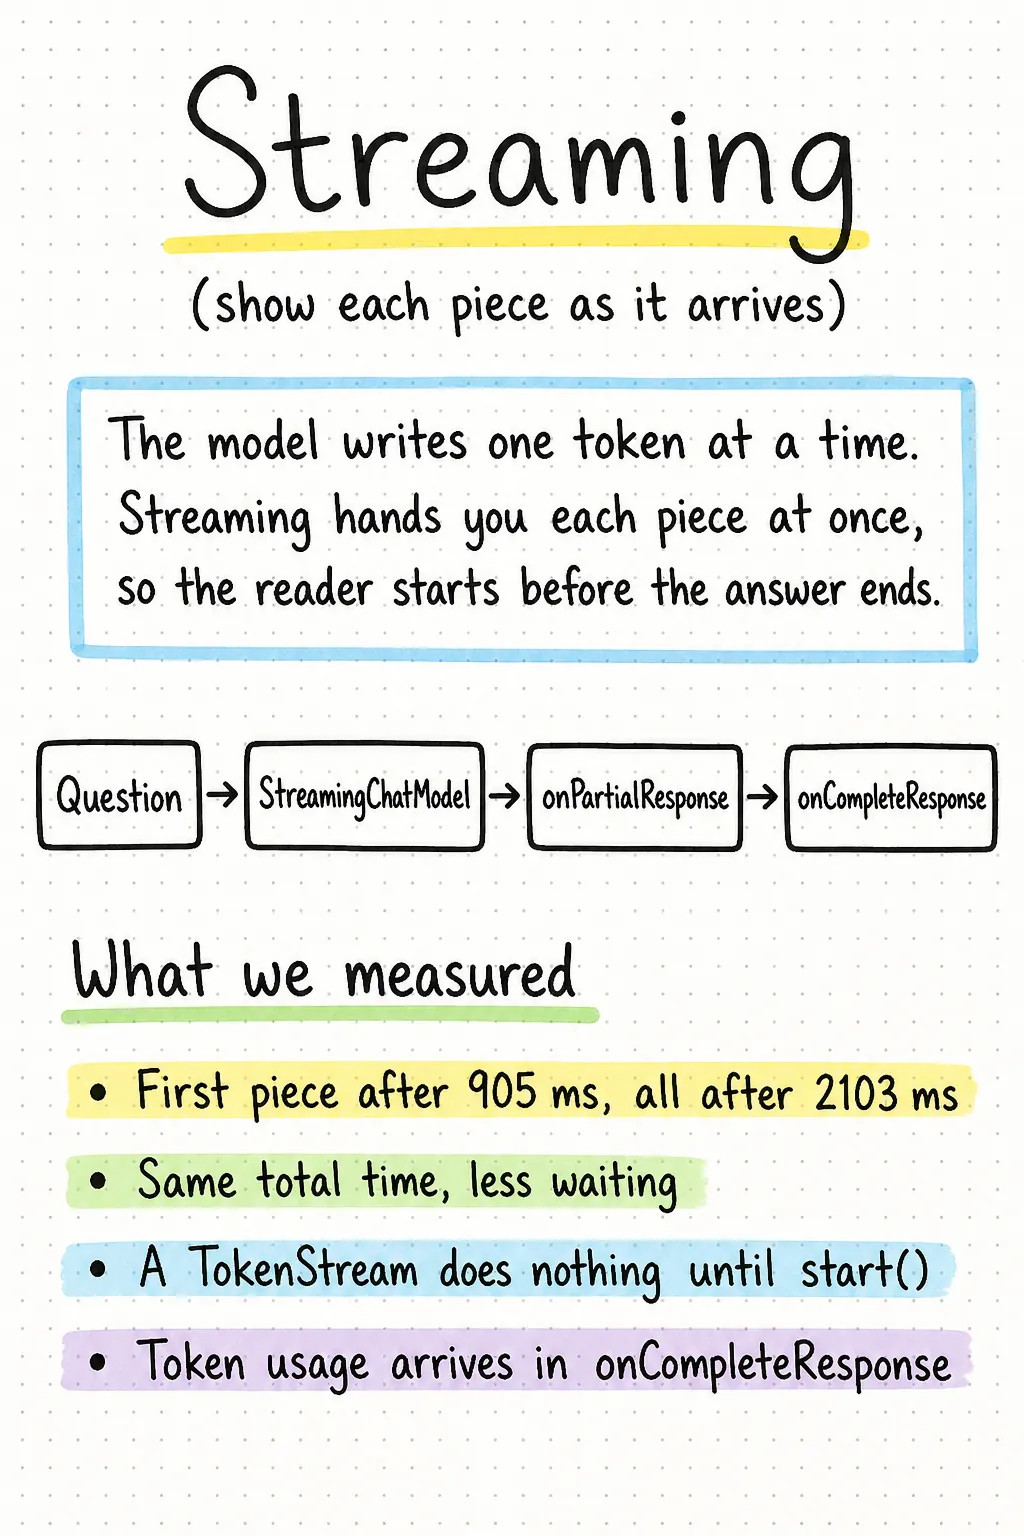 Streaming
(show each piece as it arrives)
The model writes one token at a time.
Streaming hands you each piece at once,
so the reader starts before the answer ends.
Question → StreamingChatModel → onPartialResponse → onCompleteResponse
What we measured
• First piece after 905 ms, all after 2103 ms
• Same total time, less waiting
• A TokenStream does nothing until start()
• Token usage arrives in onCompleteResponse